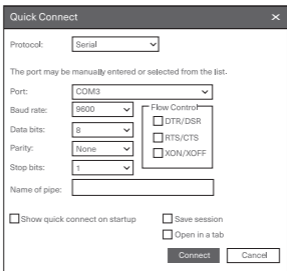 Quick Connect
Protocol: Serial
The port may be manually entered or selected from the list.
Port: COM3
Baud rate: 9600
Flow Control
DTR/DSR
Data bits: 8
RTS/CTS
Parity: None
XON/XOFF
Stop bits: 1
Name of pipe:
Show quick connect on startup Save session
Open in a tab
Connect Cancel